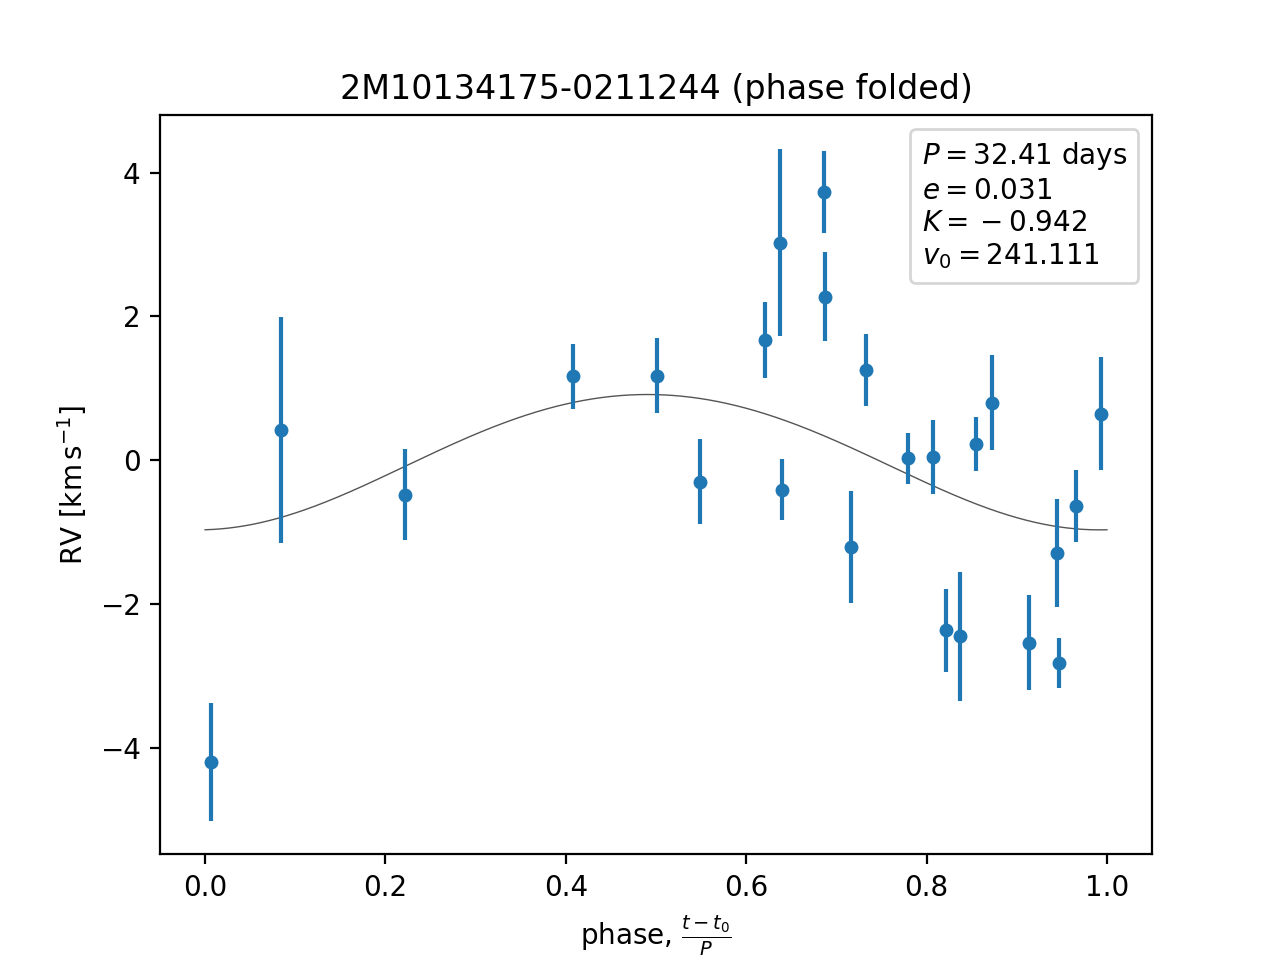 2M10134175-0211244 (phase folded)
P = 32.41 days
e = 0.031
K = −0.942
v₀ = 241.111
4
2
0
−2
−4
RV [km s⁻¹]
0.0 0.2 0.4 0.6 0.8 1.0
phase, (t − t₀)/P